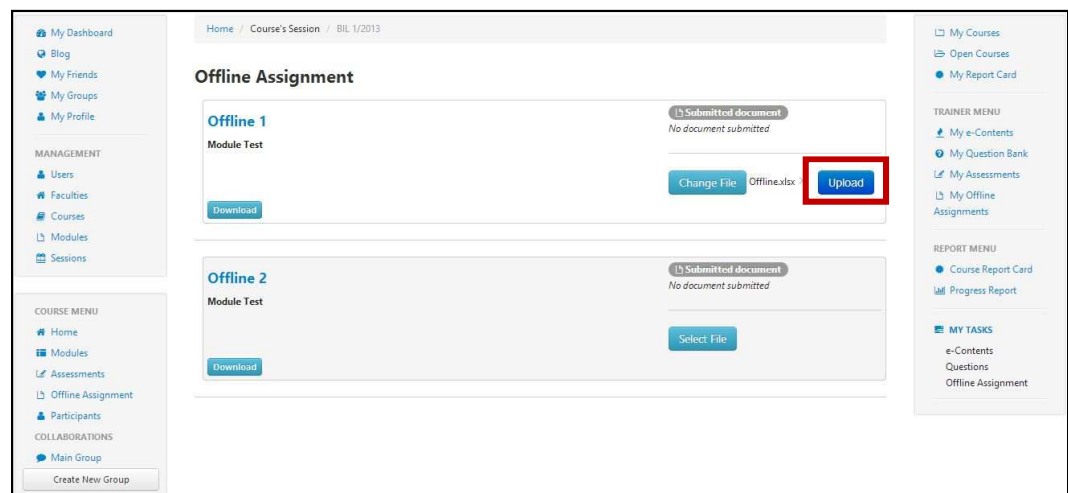 My Dashboard
Blog
My Friends
My Groups
My Profile
MANAGEMENT
Users
Faculties
Courses
Modules
Sessions
COURSE MENU
Home
Modules
Assessments
Offline Assignment
Participants
COLLABORATIONS
Main Group
Create New Group
Home / Course's Session / BIL 1/2013
Offline Assignment
Offline 1
Module Test
Download
Submitted document
No document submitted
Change File Offline.xlsx × Upload
Offline 2
Module Test
Download
Submitted document
No document submitted
Select File
My Courses
Open Courses
My Report Card
TRAINER MENU
My e-Contents
My Question Bank
My Assessments
My Offline
Assignments
REPORT MENU
Course Report Card
Progress Report
MY TASKS
e-Contents
Questions
Offline Assignment